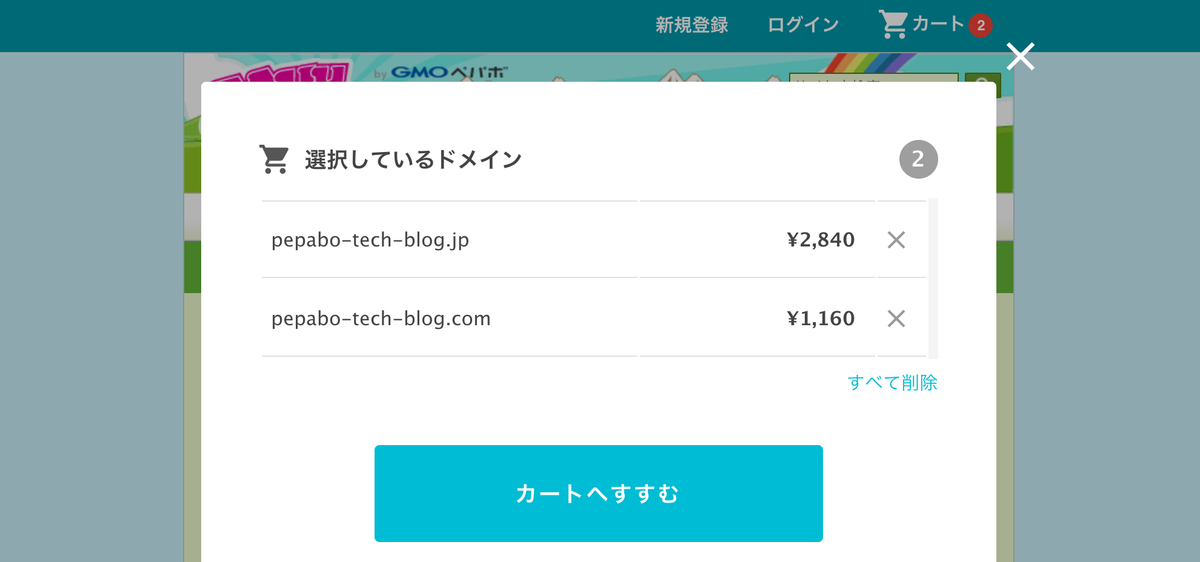 新規登録
ログイン
カート 2
by GMOペパボ
選択しているドメイン 2
pepabo-tech-blog.jp ¥2,840
pepabo-tech-blog.com ¥1,160
すべて削除
カートへすすむ